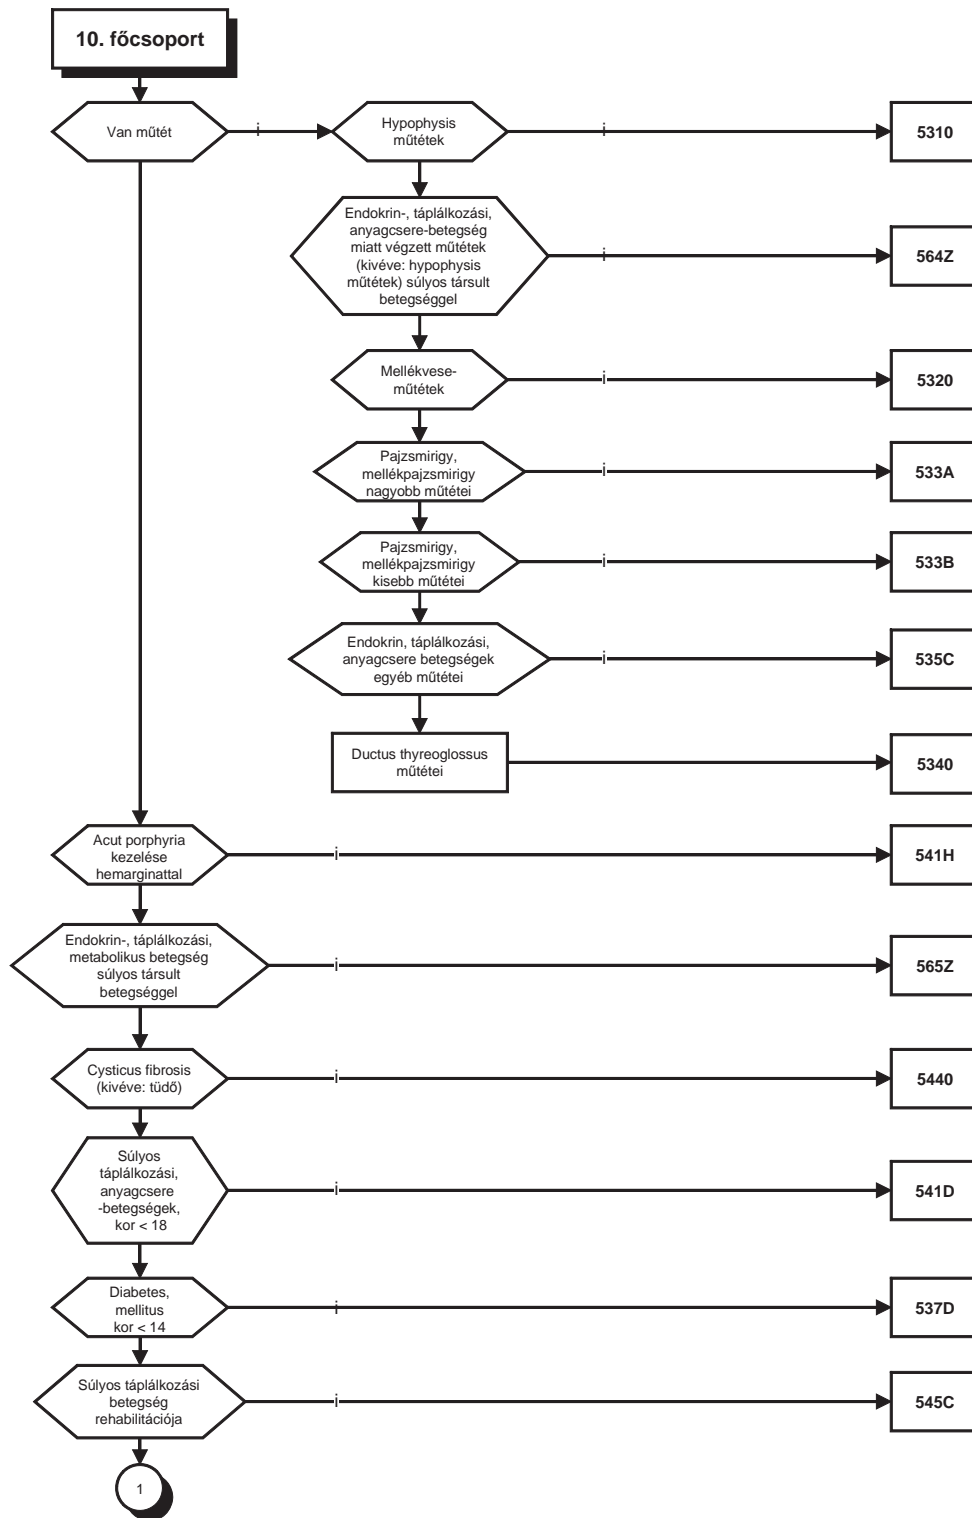 10. főcsoport
Van műtét
i
Hypophysis
műtétek
i
5310
Endokrin-, táplálkozási,
anyagcsere-betegség
miatt végzett műtétek
(kivéve: hypophysis
műtétek) súlyos társult
betegséggel
i
564Z
Mellékvese-
műtétek
i
5320
Pajzsmirigy,
mellékpajzsmirigy
nagyobb műtétei
i
533A
Pajzsmirigy,
mellékpajzsmirigy
kisebb műtétei
i
533B
Endokrin, táplálkozási,
anyagcsere betegségek
egyéb műtétei
i
535C
Ductus thyreoglossus
műtétei
5340
Acut porphyria
kezelése
hemarginattal
i
541H
Endokrin-, táplálkozási,
metabolikus betegség
súlyos társult
betegséggel
i
565Z
Cysticus fibrosis
(kivéve: tüdő)
i
5440
Súlyos
táplálkozási,
anyagcsere
-betegségek,
kor < 18
i
541D
Diabetes,
mellitus
kor < 14
i
537D
Súlyos táplálkozási
betegség
rehabilitációja
i
545C
1